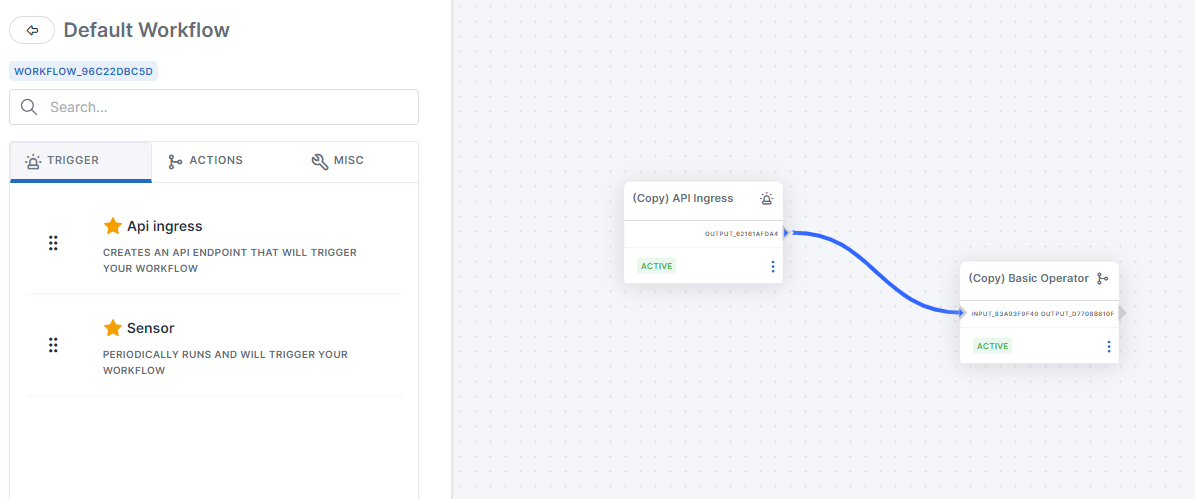 Default Workflow
WORKFLOW_96C22DBC5D
Search...
TRIGGER
ACTIONS
MISC
Api ingress
CREATES AN API ENDPOINT THAT WILL TRIGGER
YOUR WORKFLOW
Sensor
PERIODICALLY RUNS AND WILL TRIGGER YOUR
WORKFLOW
(Copy) API Ingress
OUTPUT_62161AFDA4
ACTIVE
(Copy) Basic Operator
INPUT_83A93F9F40 OUTPUT_D7708B810F
ACTIVE